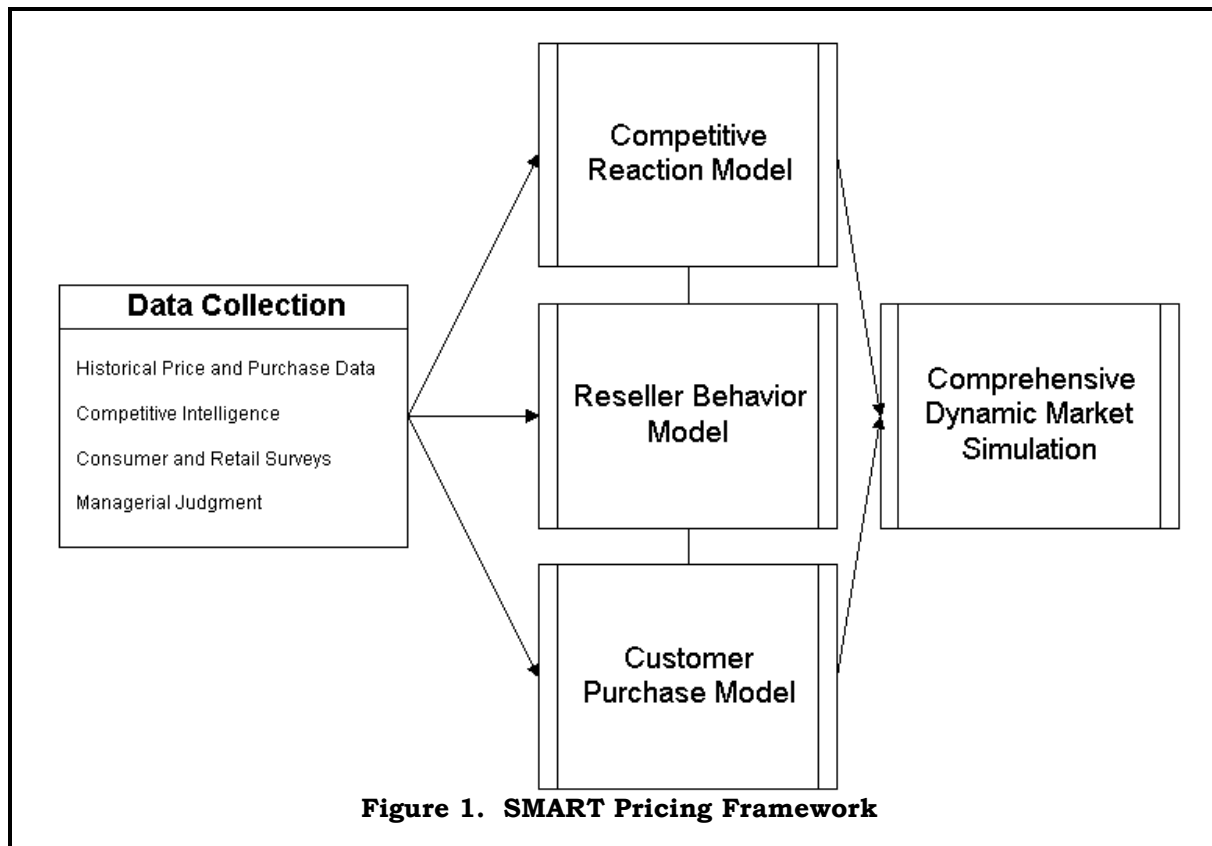 Data Collection
Historical Price and Purchase Data
Competitive Intelligence
Consumer and Retail Surveys
Managerial Judgment
Competitive
Reaction Model
Reseller Behavior
Model
Customer
Purchase Model
Comprehensive
Dynamic Market
Simulation
Figure 1. SMART Pricing Framework